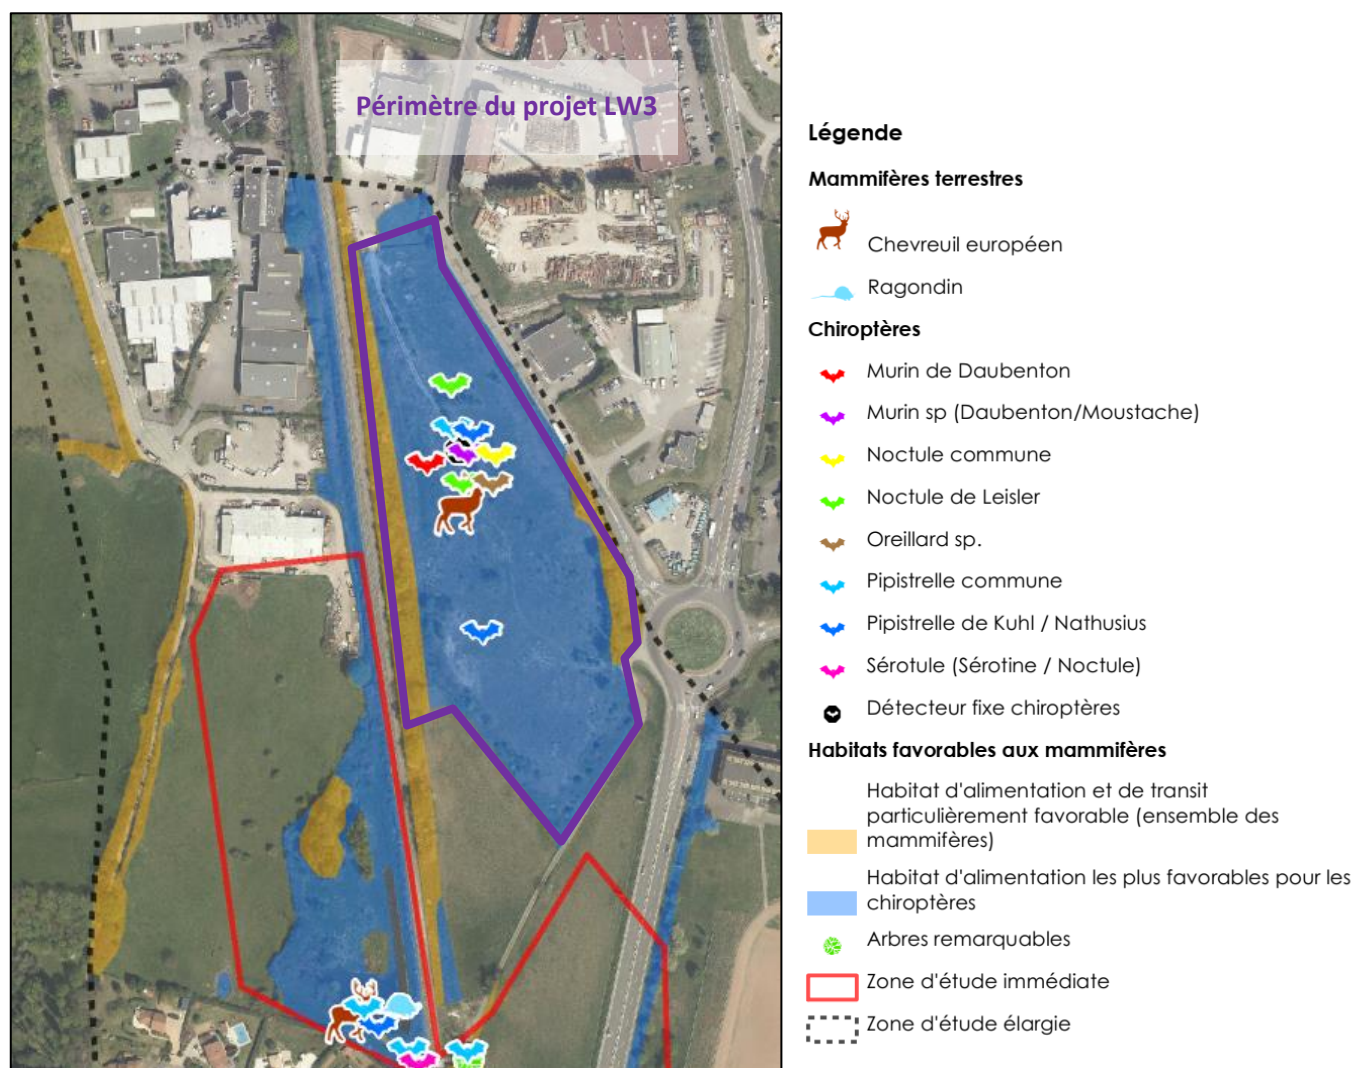 Périmètre du projet LW3
Légende
Mammifères terrestres
Chevreuil européen
Ragondin
Chiroptères
Murin de Daubenton
Murin sp (Daubenton/Moustache)
Noctule commune
Noctule de Leisler
Oreillard sp.
Pipistrelle commune
Pipistrelle de Kuhl / Nathusius
Sérotule (Sérotine / Noctule)
Détecteur fixe chiroptères
Habitats favorables aux mammifères
Habitat d'alimentation et de transit
particulièrement favorable (ensemble des
mammifères)
Habitat d'alimentation les plus favorables pour les
chiroptères
Arbres remarquables
Zone d'étude immédiate
Zone d'étude élargie